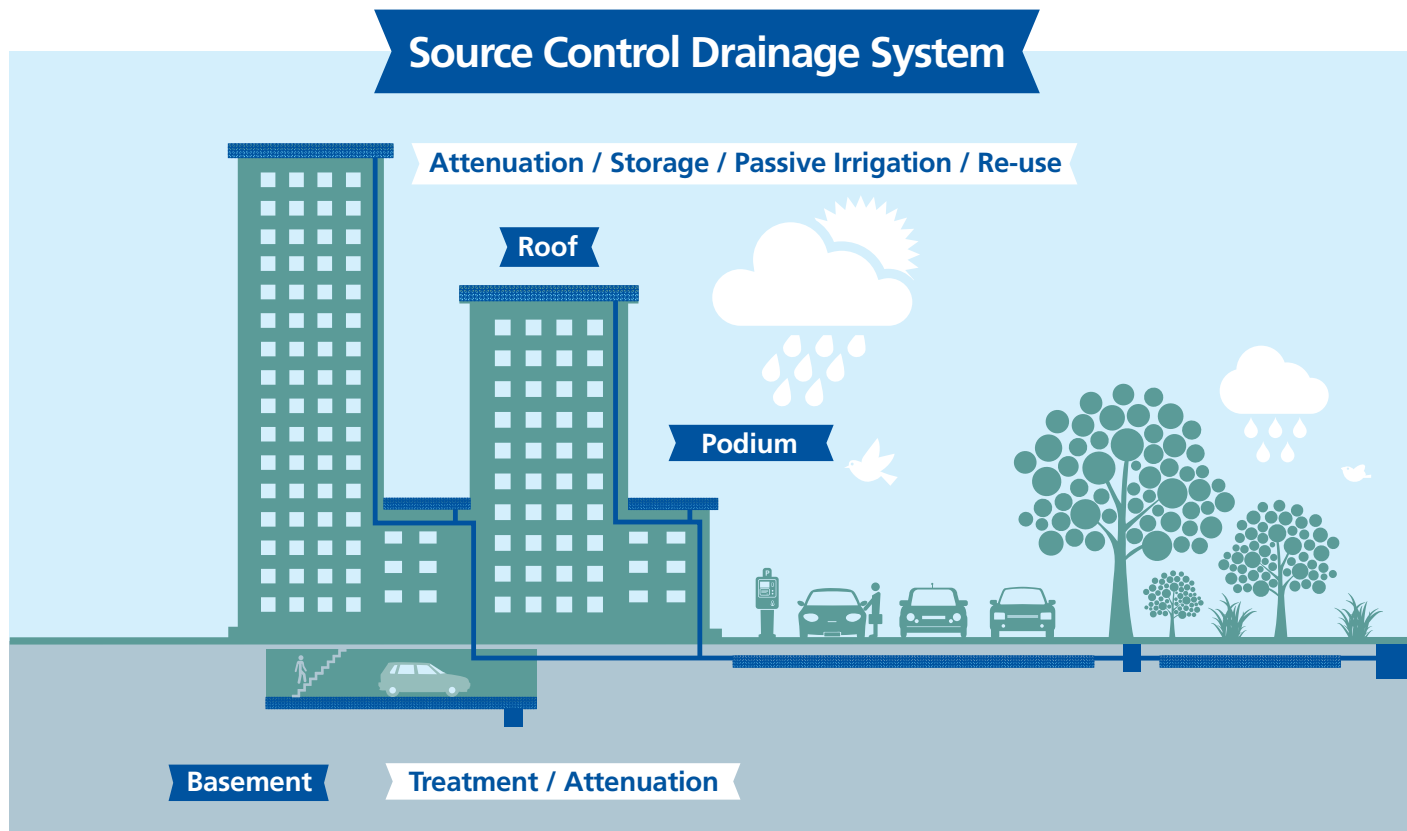 Source Control Drainage System
Attenuation / Storage / Passive Irrigation / Re-use
Roof
Podium
P
Basement
Treatment / Attenuation